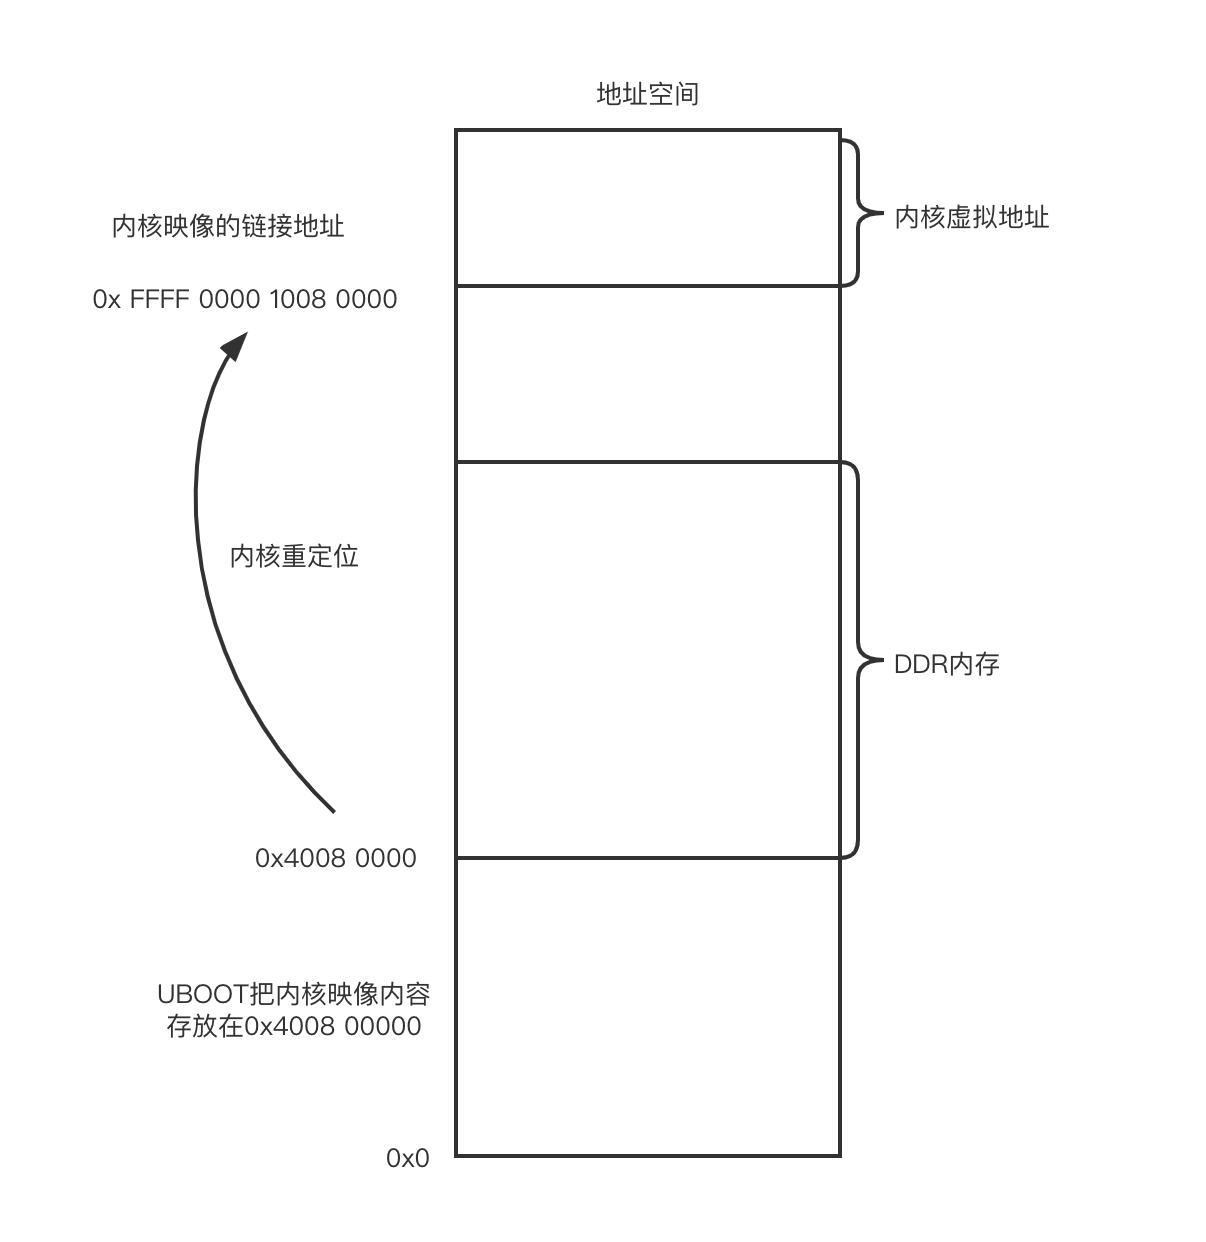 地址空间
内核虚拟地址
内核映像的链接地址
0x FFFF 0000 1008 0000
内核重定位
DDR内存
0x4008 0000
UBOOT把内核映像内容
存放在0x4008 00000
0x0